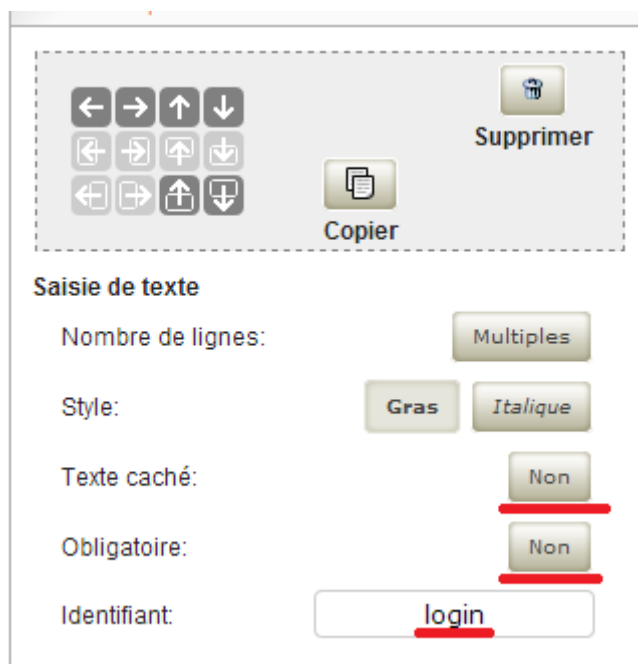 Supprimer
Copier
Saisie de texte
Nombre de lignes: Multiples
Style: Gras Italique
Texte caché: Non
Obligatoire: Non
Identifiant: login